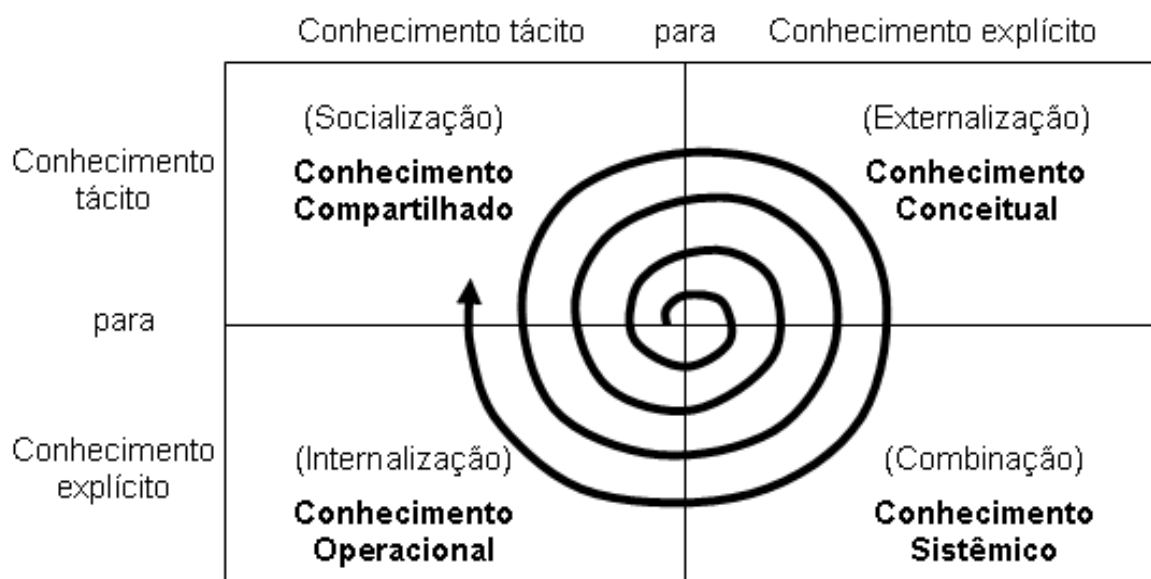 Conhecimento tácito para Conhecimento explícito
(Socialização)
Conhecimento
Compartilhado
(Externalização)
Conhecimento
Conceitual
Conhecimento
tácito
para
Conhecimento
explícito
(Internalização)
Conhecimento
Operacional
(Combinação)
Conhecimento
Sistêmico